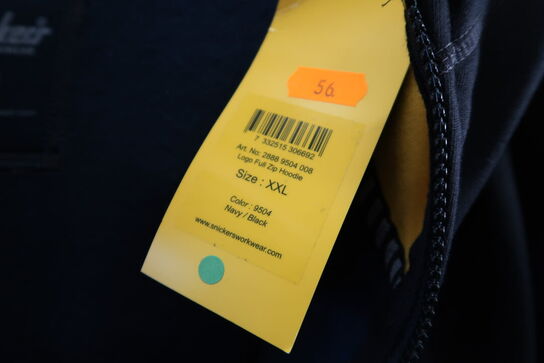 56.
7 332515 306692
Art. No: 2888 9504 008
Logo Full Zip Hoodie
Size : XXL
Color : 9504
Navy / Black
www.snickersworkwear.com